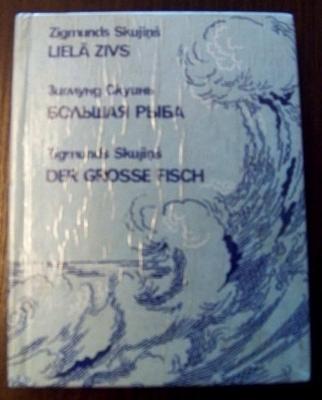 Zigmunds Skujiņš
LIELĀ ZIVS
Зигмунд Скуинь
БОЛЬШАЯ РЫБА
Zigmunds Skujiņš
DER GROSSE FISCH